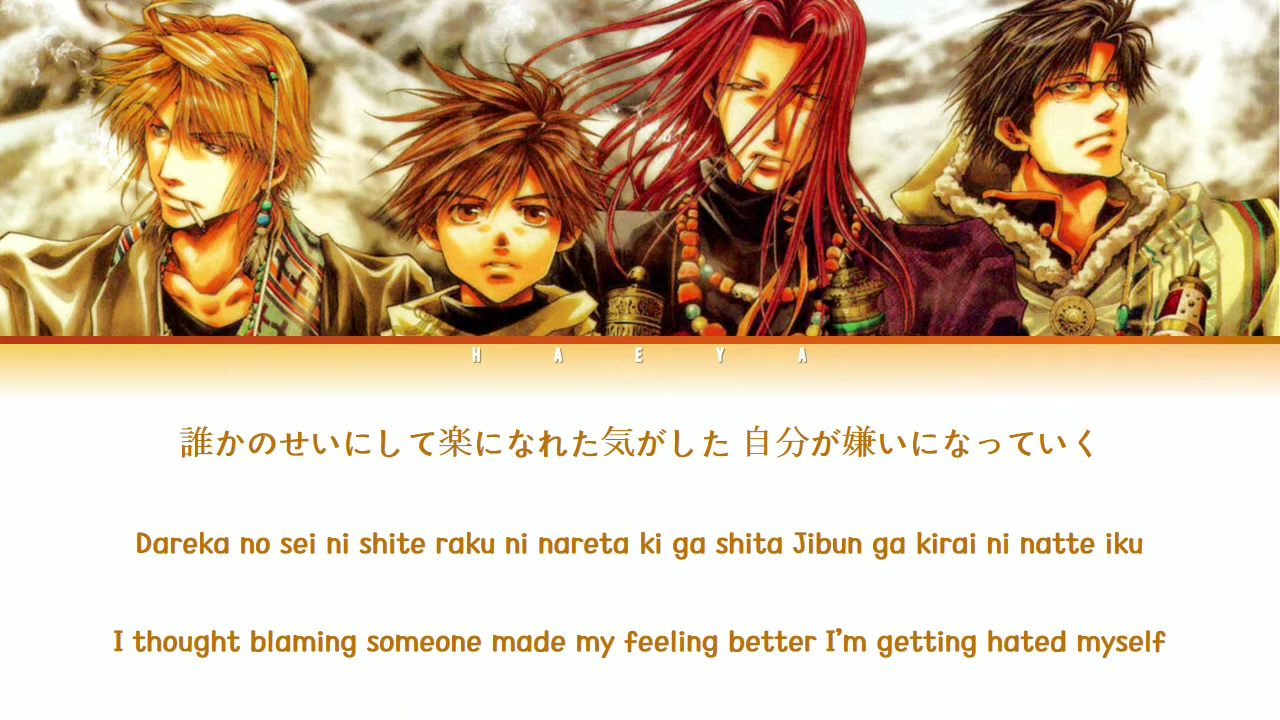 H A E Y A
誰かのせいにして楽になれた気がした 自分が嫌いになっていく
Dareka no sei ni shite raku ni nareta ki ga shita Jibun ga kirai ni natte iku
I thought blaming someone made my feeling better I'm getting hated myself